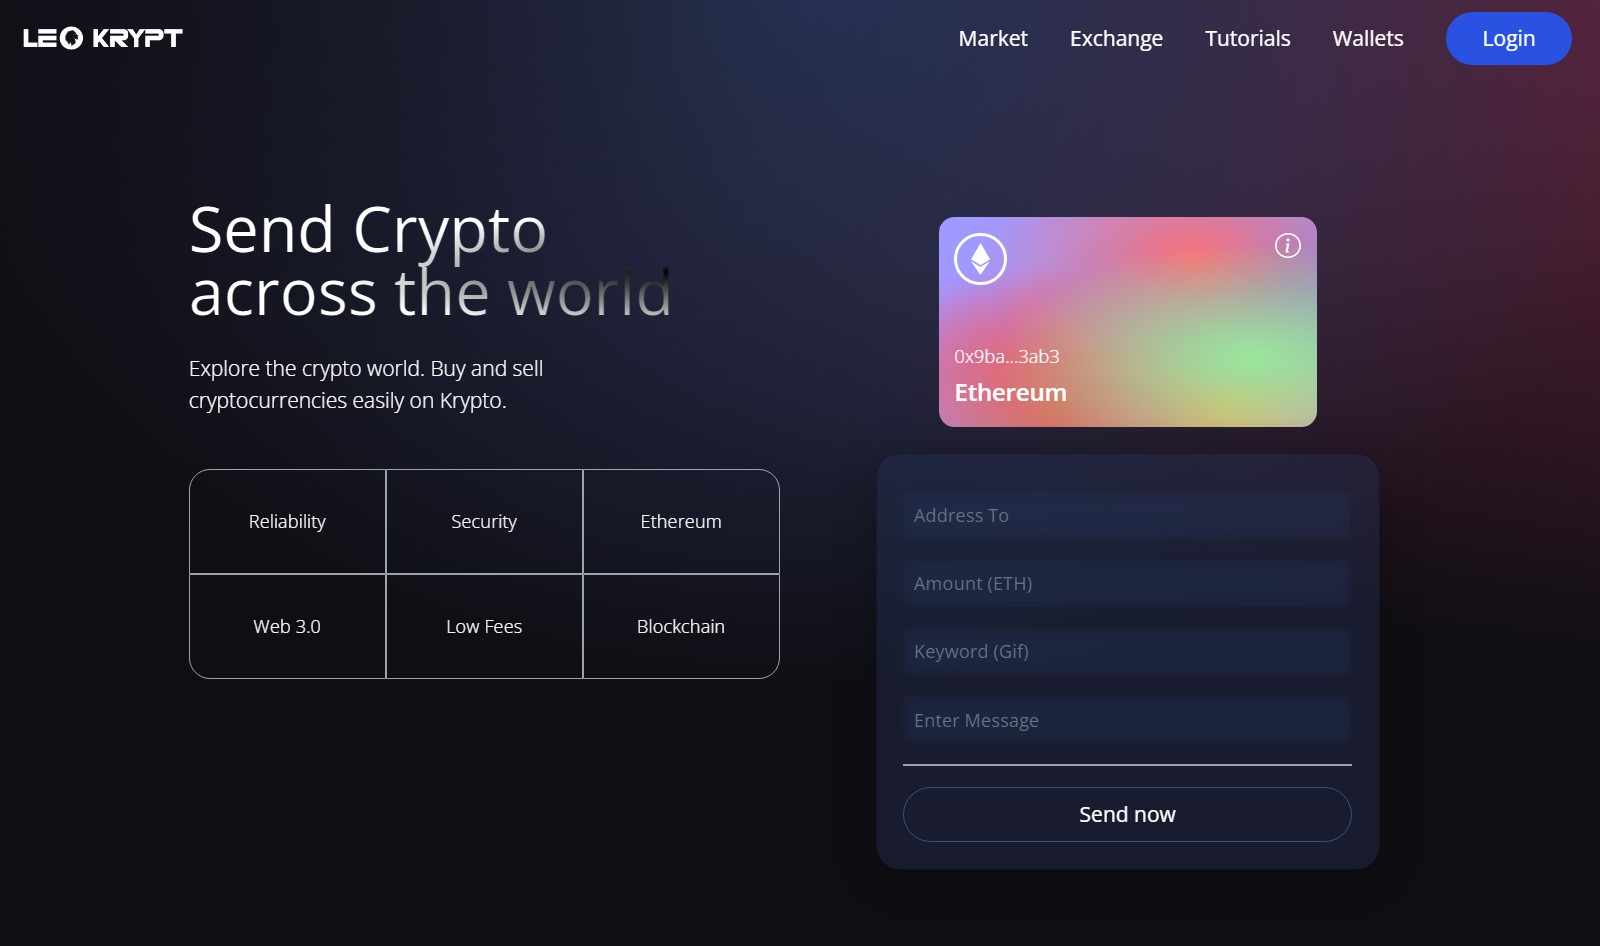 LEO KRYPT
Market
Exchange
Tutorials
Wallets
Login
Send Crypto
across the world
Explore the crypto world. Buy and sell
cryptocurrencies easily on Krypto.
Reliability
Security
Ethereum
Web 3.0
Low Fees
Blockchain
i
0x9ba...3ab3
Ethereum
Address To
Amount (ETH)
Keyword (Gif)
Enter Message
Send now